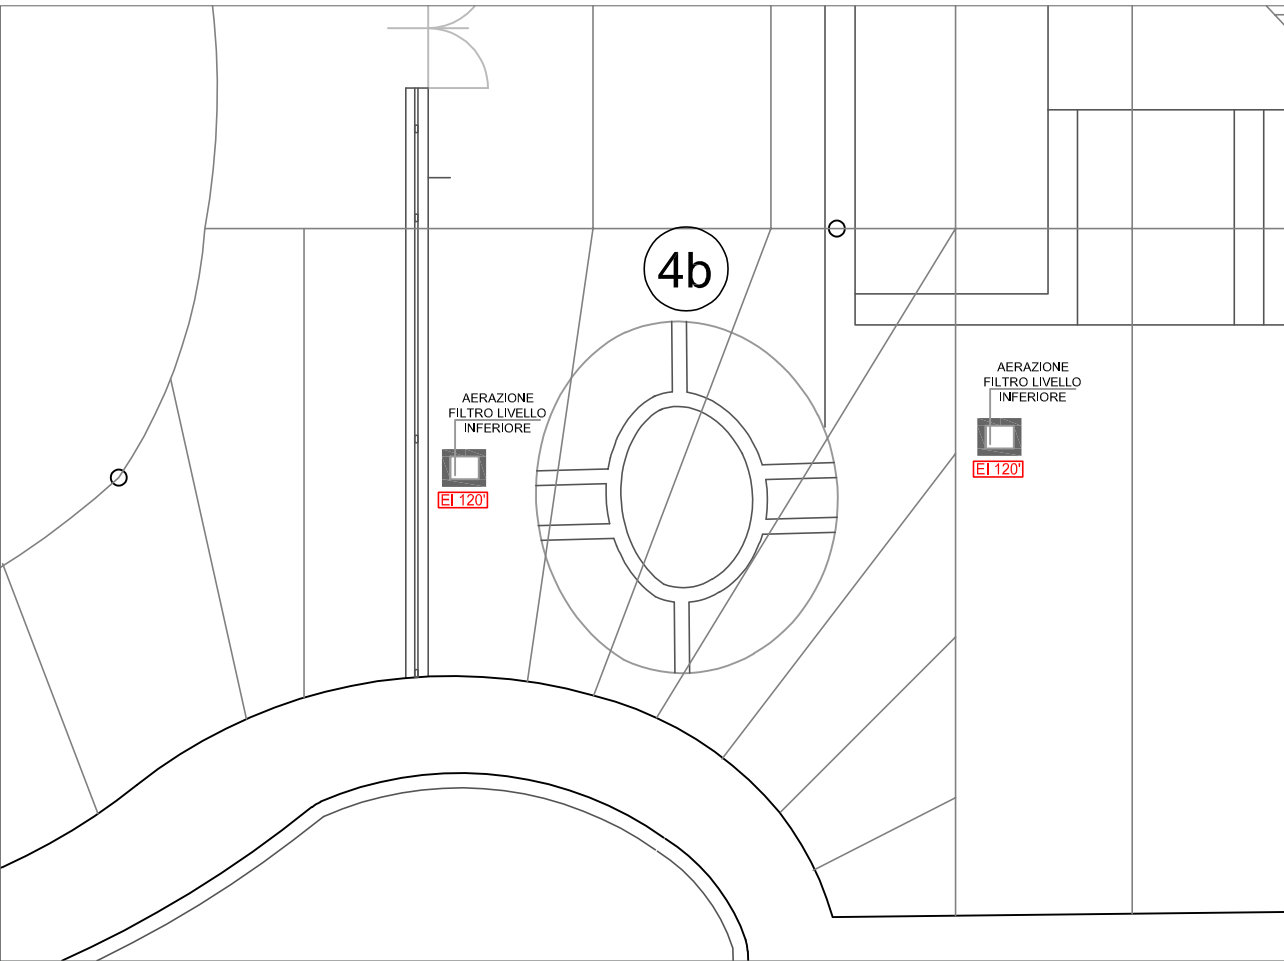 4b
AERAZIONE
FILTRO LIVELLO
INFERIORE
EI 120'
AERAZIONE
FILTRO LIVELLO
INFERIORE
EI 120'